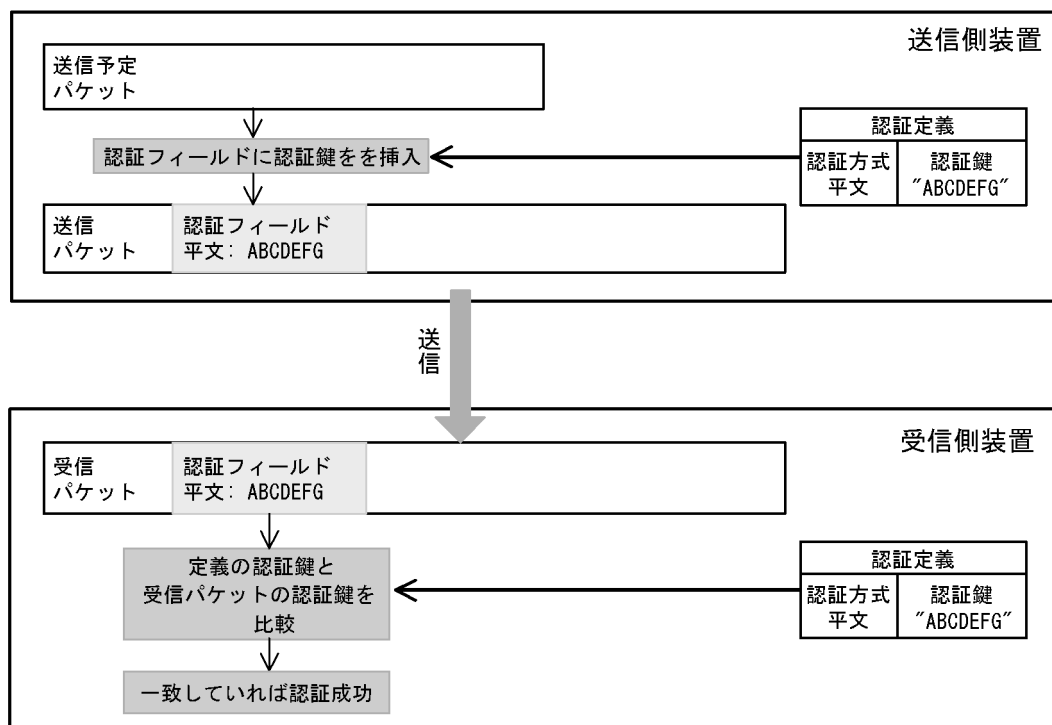 送信側装置
送信予定
パケット
認証フィールドに認証鍵をを挿入
認証定義
認証方式
平文
認証鍵
"ABCDEFG"
送信
パケット
認証フィールド
平文: ABCDEFG
送信
受信側装置
受信
パケット
認証フィールド
平文: ABCDEFG
定義の認証鍵と
受信パケットの認証鍵を
比較
認証定義
認証方式
平文
認証鍵
"ABCDEFG"
一致していれば認証成功